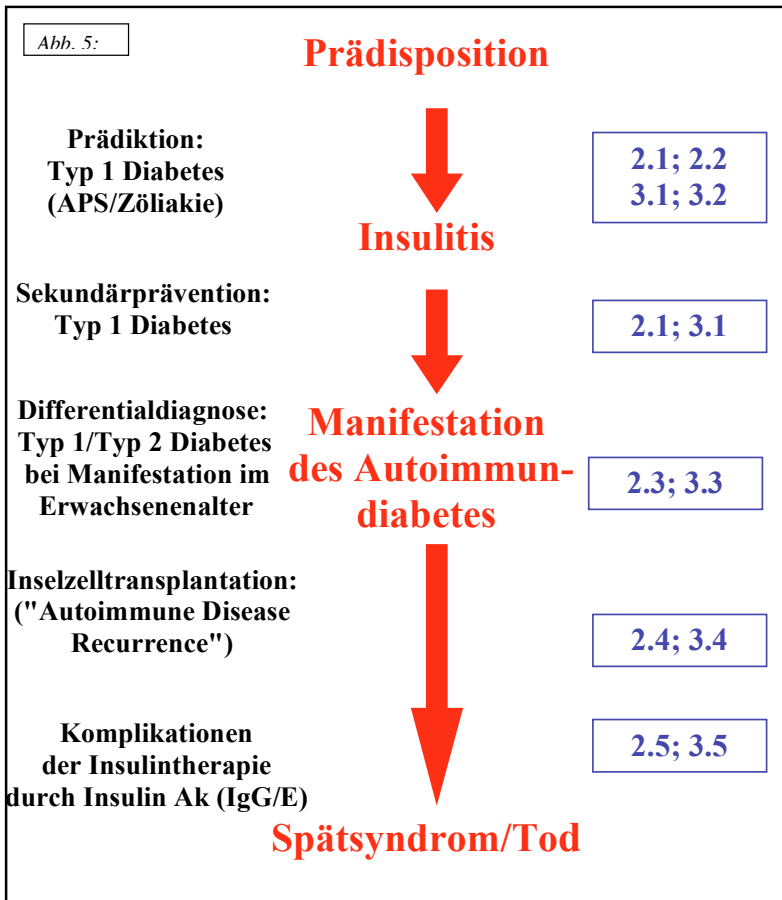 Abb. 5:
Prädisposition
Prädiktion:
Typ 1 Diabetes
(APS/Zöliakie)
2.1; 2.2
3.1; 3.2
Insulitis
Sekundärprävention:
Typ 1 Diabetes
2.1; 3.1
Differentialdiagnose:
Typ 1/Typ 2 Diabetes
bei Manifestation im
Erwachsenenalter
Manifestation
des Autoimmun-
diabetes
2.3; 3.3
Inselzelltransplantation:
("Autoimmune Disease
Recurrence")
2.4; 3.4
Komplikationen
der Insulintherapie
durch Insulin Ak (IgG/E)
2.5; 3.5
Spätsyndrom/Tod